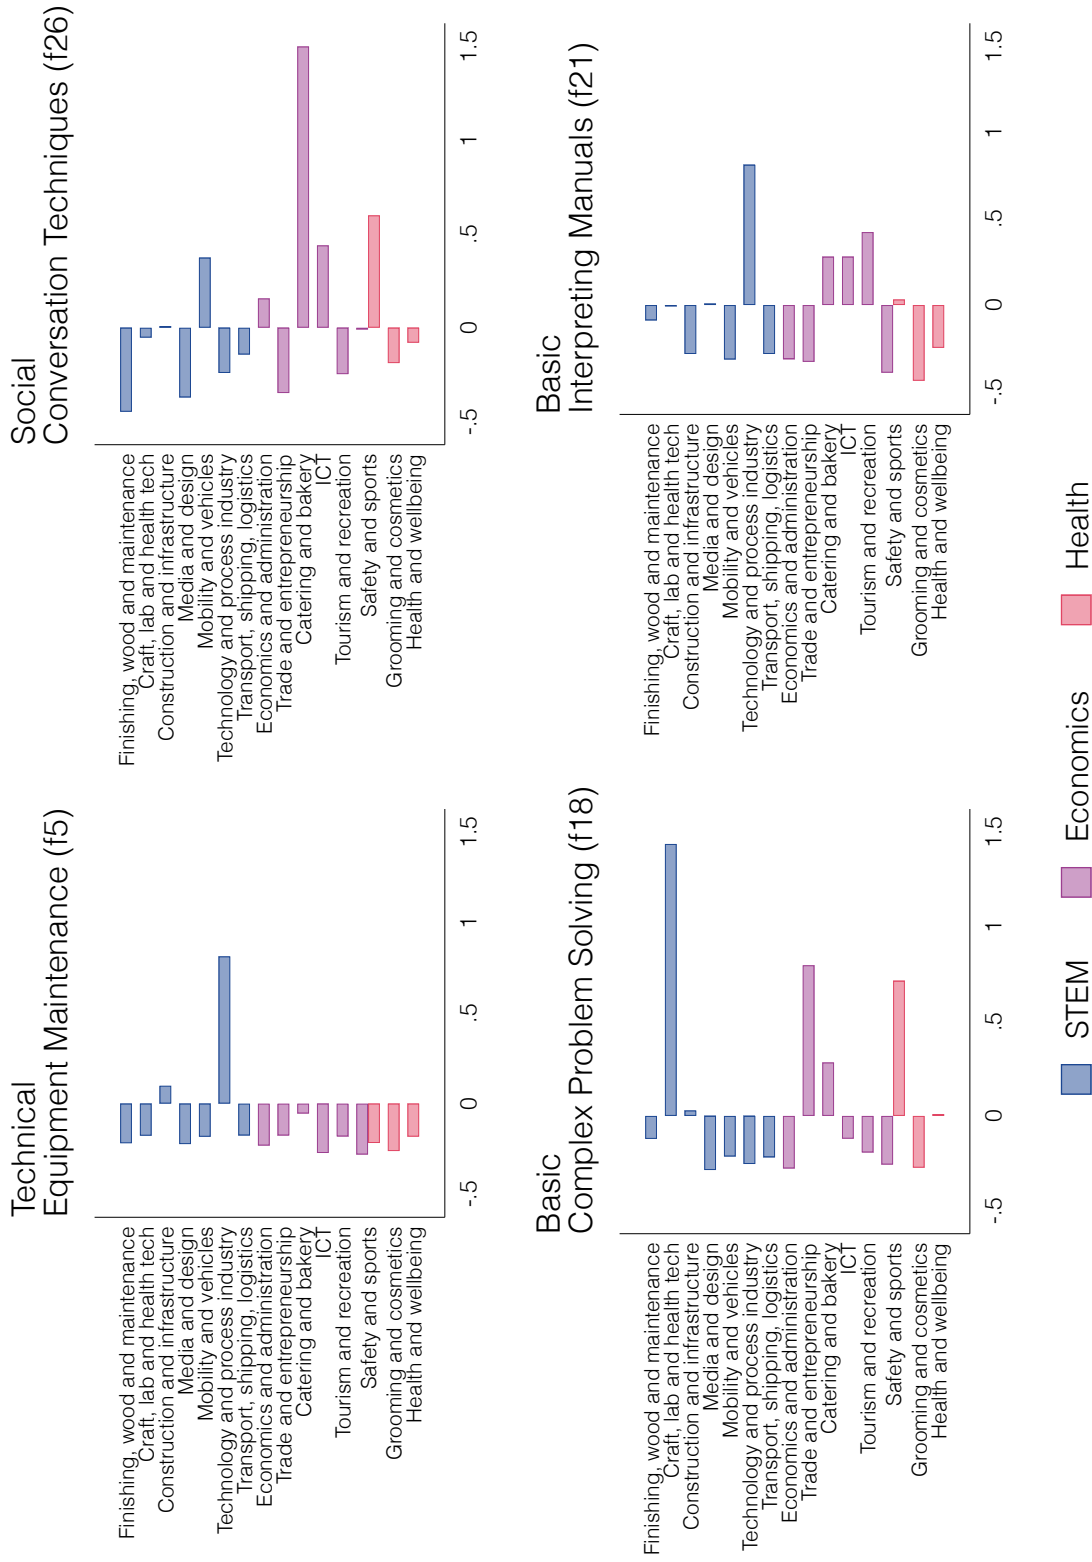 Technical
Equipment Maintenance (f5)
Finishing, wood and maintenance
Craft, lab and health tech
Construction and infrastructure
Media and design
Mobility and vehicles
Technology and process industry
Transport, shipping, logistics
Economics and administration
Trade and entrepreneurship
Catering and bakery
ICT
Tourism and recreation
Safety and sports
Grooming and cosmetics
Health and wellbeing
-.5 0 .5 1 1.5
Social
Conversation Techniques (f26)
Finishing, wood and maintenance
Craft, lab and health tech
Construction and infrastructure
Media and design
Mobility and vehicles
Technology and process industry
Transport, shipping, logistics
Economics and administration
Trade and entrepreneurship
Catering and bakery
ICT
Tourism and recreation
Safety and sports
Grooming and cosmetics
Health and wellbeing
-.5 0 .5 1 1.5
Basic
Complex Problem Solving (f18)
Finishing, wood and maintenance
Craft, lab and health tech
Construction and infrastructure
Media and design
Mobility and vehicles
Technology and process industry
Transport, shipping, logistics
Economics and administration
Trade and entrepreneurship
Catering and bakery
ICT
Tourism and recreation
Safety and sports
Grooming and cosmetics
Health and wellbeing
-.5 0 .5 1 1.5
Basic
Interpreting Manuals (f21)
Finishing, wood and maintenance
Craft, lab and health tech
Construction and infrastructure
Media and design
Mobility and vehicles
Technology and process industry
Transport, shipping, logistics
Economics and administration
Trade and entrepreneurship
Catering and bakery
ICT
Tourism and recreation
Safety and sports
Grooming and cosmetics
Health and wellbeing
-.5 0 .5 1 1.5
STEM Economics Health